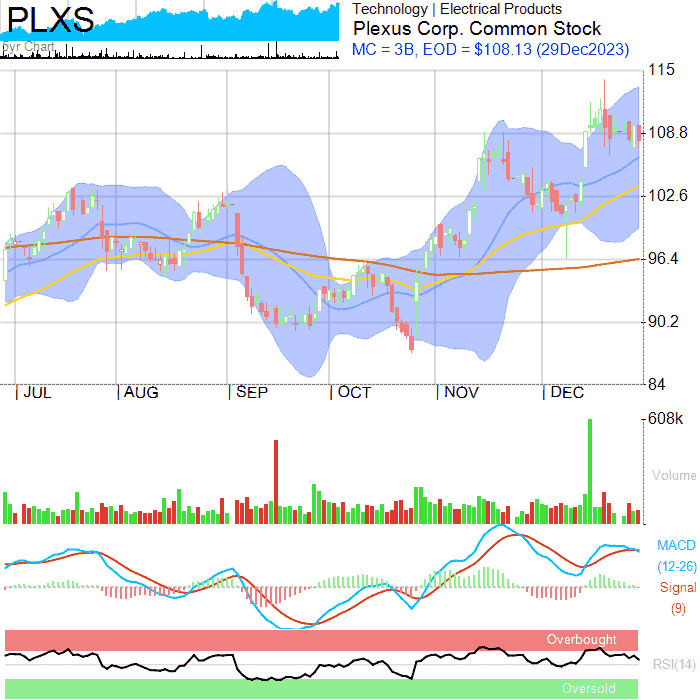 PLXS
Technology | Electrical Products
Plexus Corp. Common Stock
5yr Chart
MC = 3B, EOD = $108.13 (29Dec2023)
115
108.8
102.6
96.4
90.2
84
JUL AUG SEP OCT NOV DEC
608k
Volume
MACD
(12-26)
Signal
(9)
Overbought
RSI(14)
Oversold